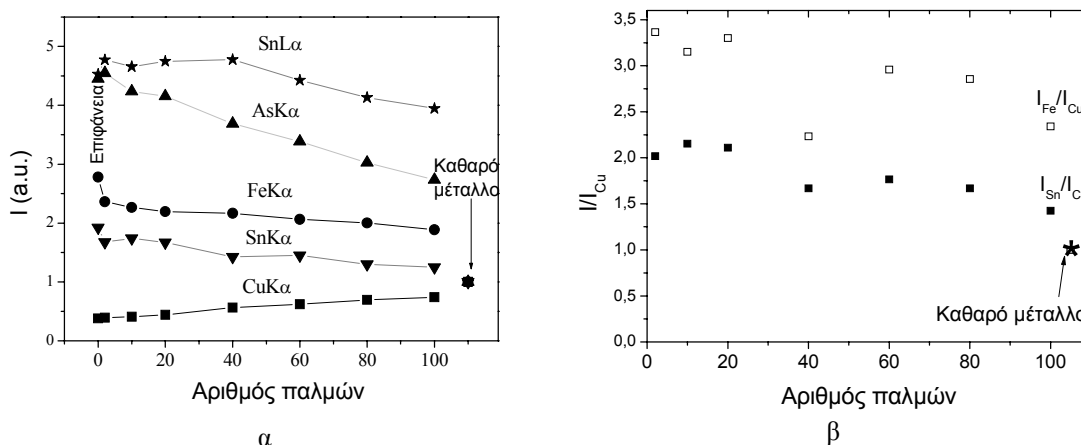 SnLα
AsKα
FeKα
SnKα
CuKα
Επιφάνεια
Καθαρό
μέταλλο
I (a.u.)
5
4
3
2
1
0
0 20 40 60 80 100
Αριθμός παλμών
α
I/I_Cu
3,5
3,0
2,5
2,0
1,5
1,0
0,5
0,0
I_Fe/I_Cu
I_Sn/I_C
Καθαρό μέταλλο
0 20 40 60 80 100
Αριθμός παλμών
β